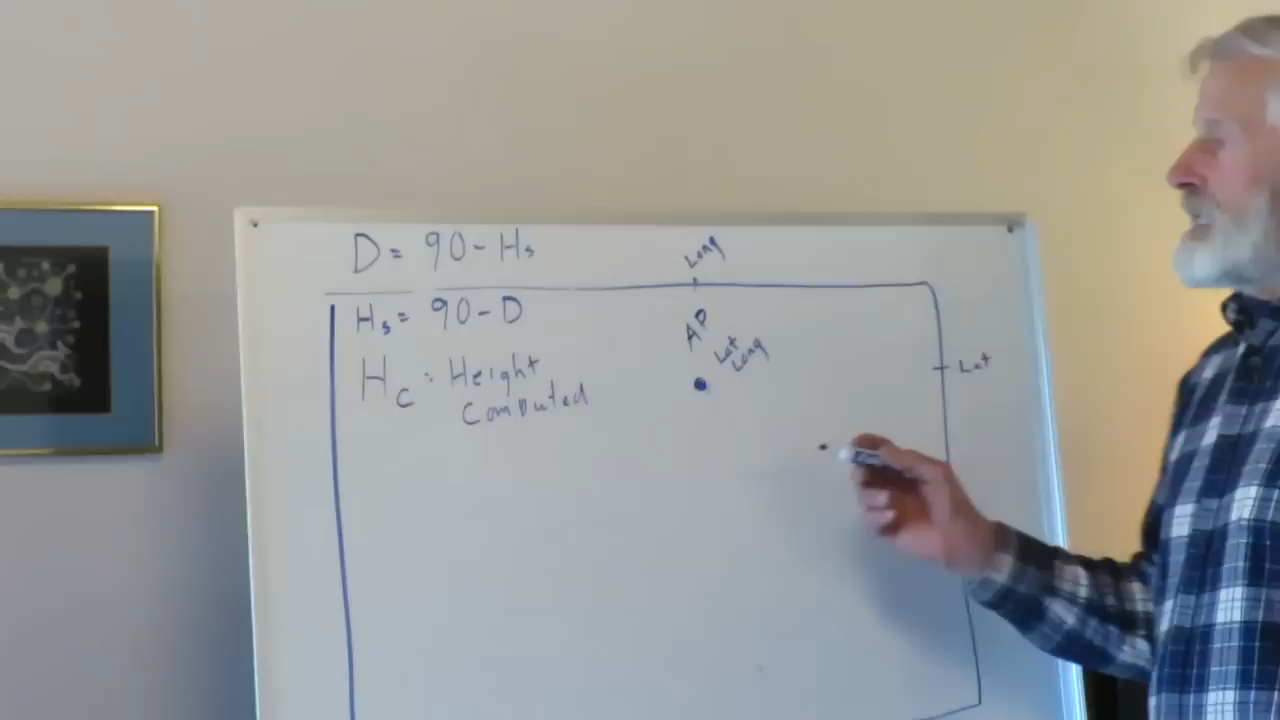 D = 90 - Hs
Long
Hs = 90 - D
AP
Lat
Long
Lat
Hc = Height
Computed